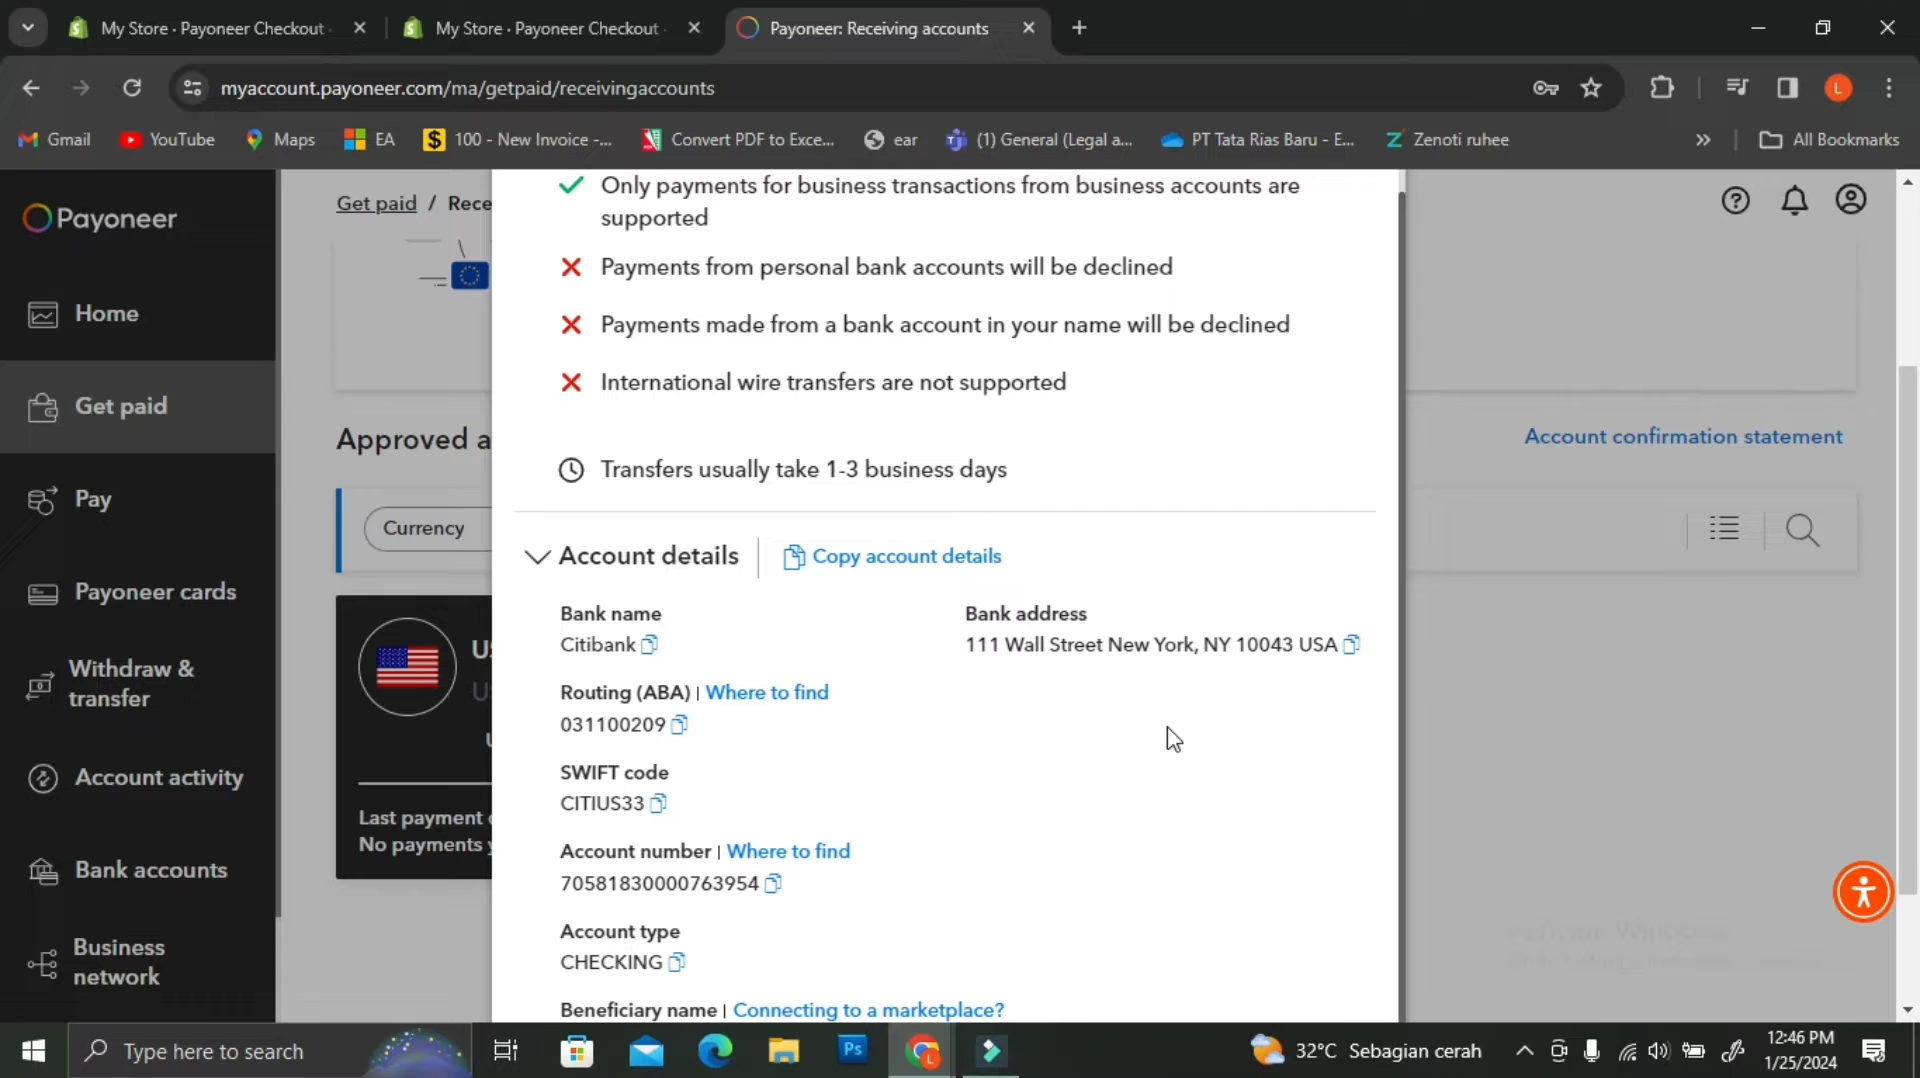 My Store · Payoneer Checkout ·
My Store · Payoneer Checkout ·
Payoneer: Receiving accounts
myaccount.payoneer.com/ma/getpaid/receivingaccounts
L
Gmail
YouTube
Maps
EA
100 - New Invoice -...
Convert PDF to Exce...
ear
(1) General (Legal a...
PT Tata Rias Baru - E...
Zenoti ruhee
All Bookmarks
Payoneer
Home
Get paid
Pay
Payoneer cards
Withdraw &
transfer
Account activity
Bank accounts
Business
network
Get paid / Rece
Approved a
Account confirmation statement
Currency
US
Last payment
No payments y
Only payments for business transactions from business accounts are
supported
Payments from personal bank accounts will be declined
Payments made from a bank account in your name will be declined
International wire transfers are not supported
Transfers usually take 1-3 business days
Account details
Copy account details
Bank name
Citibank
Bank address
111 Wall Street New York, NY 10043 USA
Routing (ABA) | Where to find
031100209
SWIFT code
CITIUS33
Account number | Where to find
70581830000763954
Account type
CHECKING
Beneficiary name | Connecting to a marketplace?
Type here to search
Ps
L
32°C Sebagian cerah
12:46 PM
1/25/2024